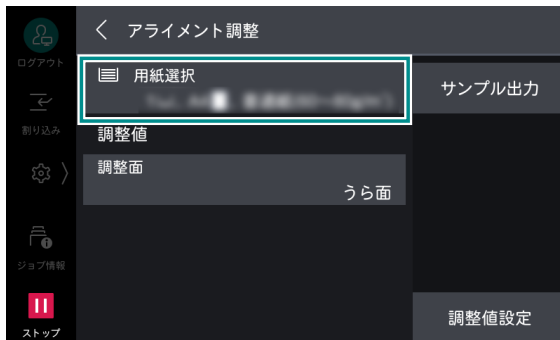 アライメント調整
ログアウト
用紙選択
サンプル出力
割り込み
調整値
調整面
うら面
ジョブ情報
調整値設定
ストップ